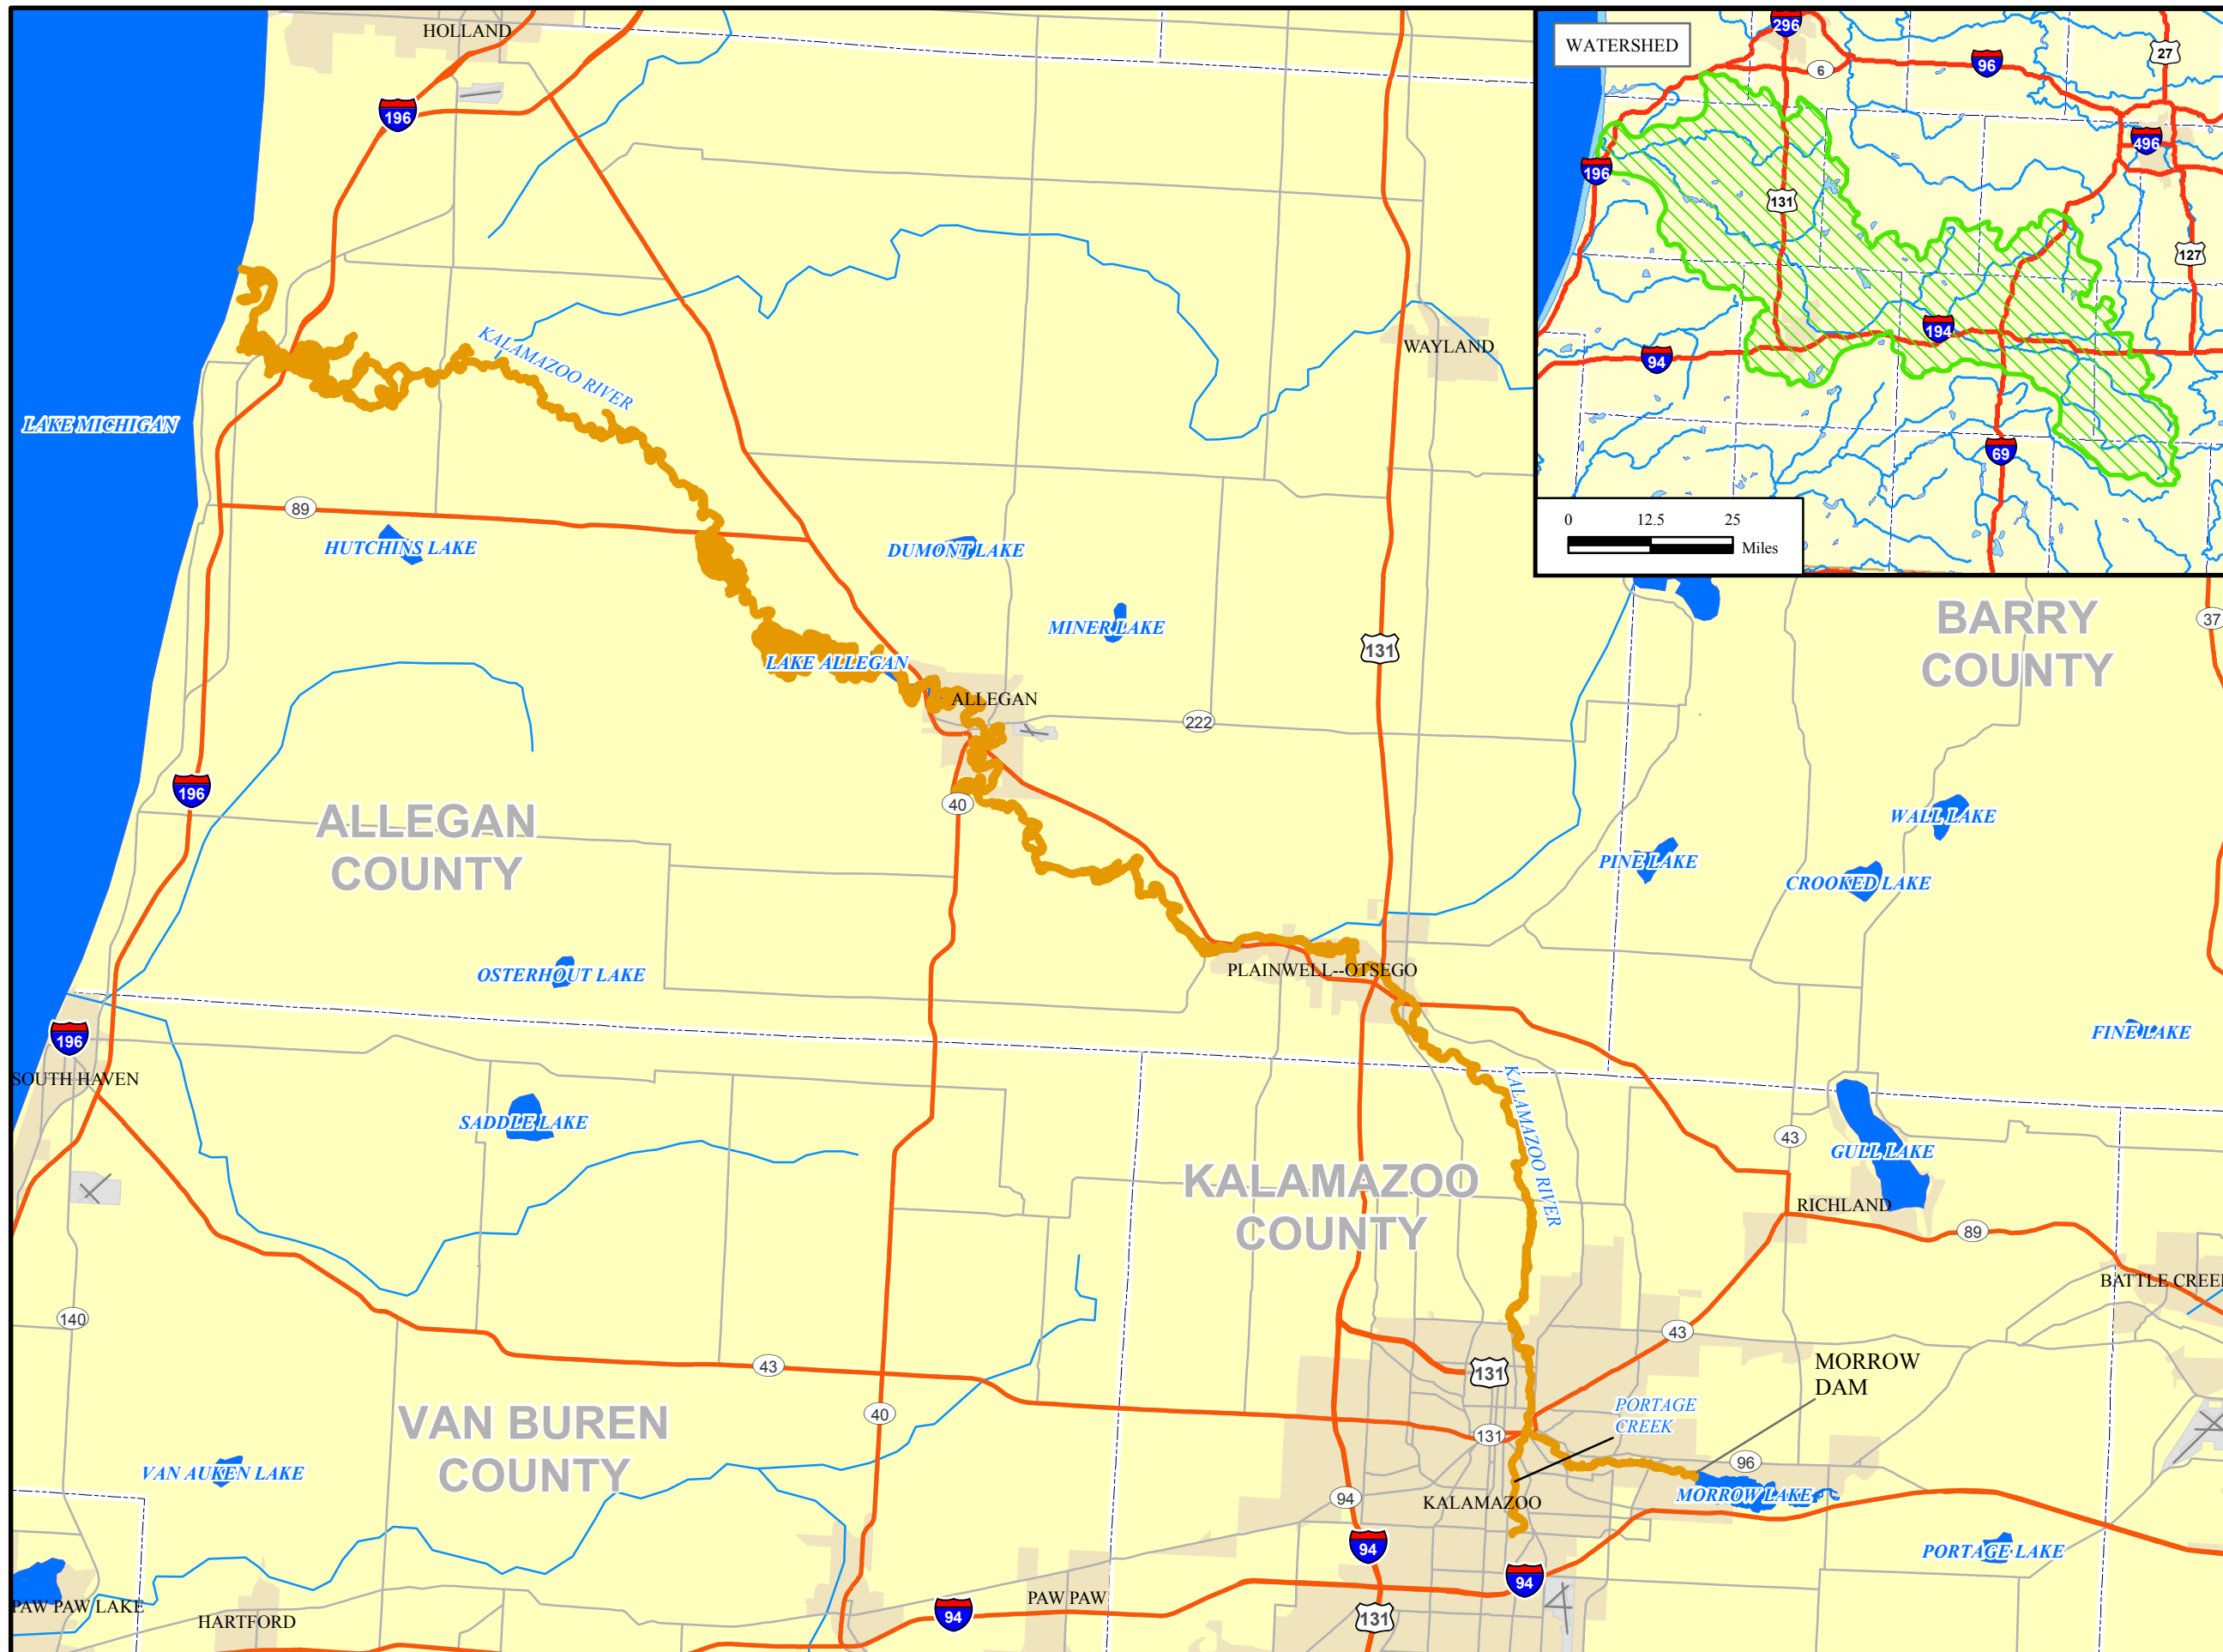 HOLLAND
196
WATERSHED
296
6
96
27
496
196
131
127
194
94
69
0 12.5 25
Miles
KALAMAZOO RIVER
WAYLAND
LAKE MICHIGAN
89
HUTCHINS LAKE
DUMONT LAKE
MINER LAKE
131
BARRY
COUNTY
37
LAKE ALLEGAN
ALLEGAN
222
196
40
ALLEGAN
COUNTY
WALL LAKE
PINE LAKE
CROOKED LAKE
OSTERHOUT LAKE
PLAINWELL--OTSEGO
196
FINE LAKE
SOUTH HAVEN
SADDLE LAKE
KALAMAZOO RIVER
43
GULL LAKE
KALAMAZOO
COUNTY
RICHLAND
89
BATTLE CREE
140
43
43
131
MORROW
DAM
40
PORTAGE
CREEK
VAN BUREN
COUNTY
131
96
VAN AUKEN LAKE
94
KALAMAZOO
MORROW LAKE
94
PORTAGE LAKE
94
PAW PAW LAKE
HARTFORD
94
PAW PAW
131